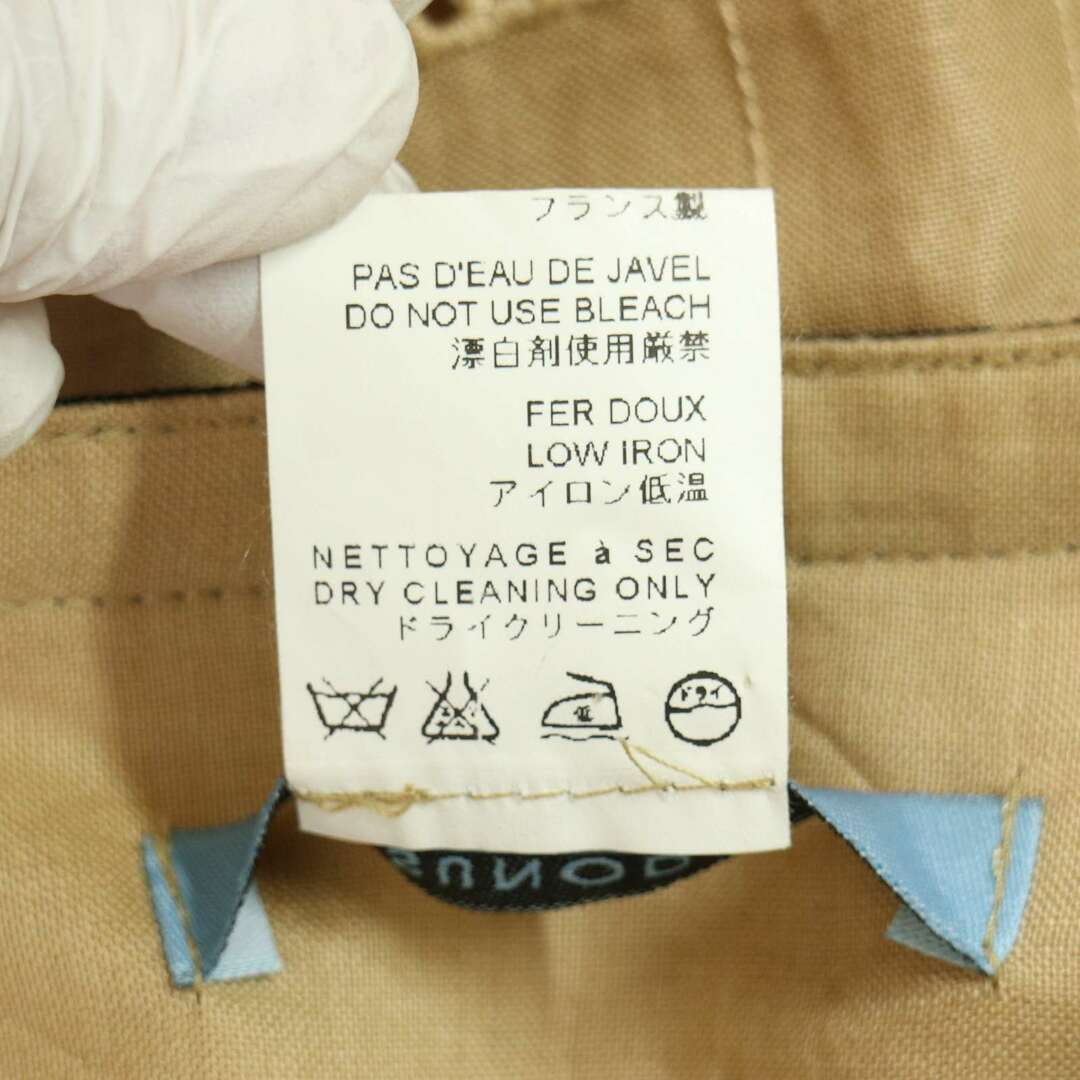 フランス製
PAS D'EAU DE JAVEL
DO NOT USE BLEACH
漂白剤使用厳禁
FER DOUX
LOW IRON
アイロン低温
NETTOYAGE à SEC
DRY CLEANING ONLY
ドライクリーニング
低 ドライ